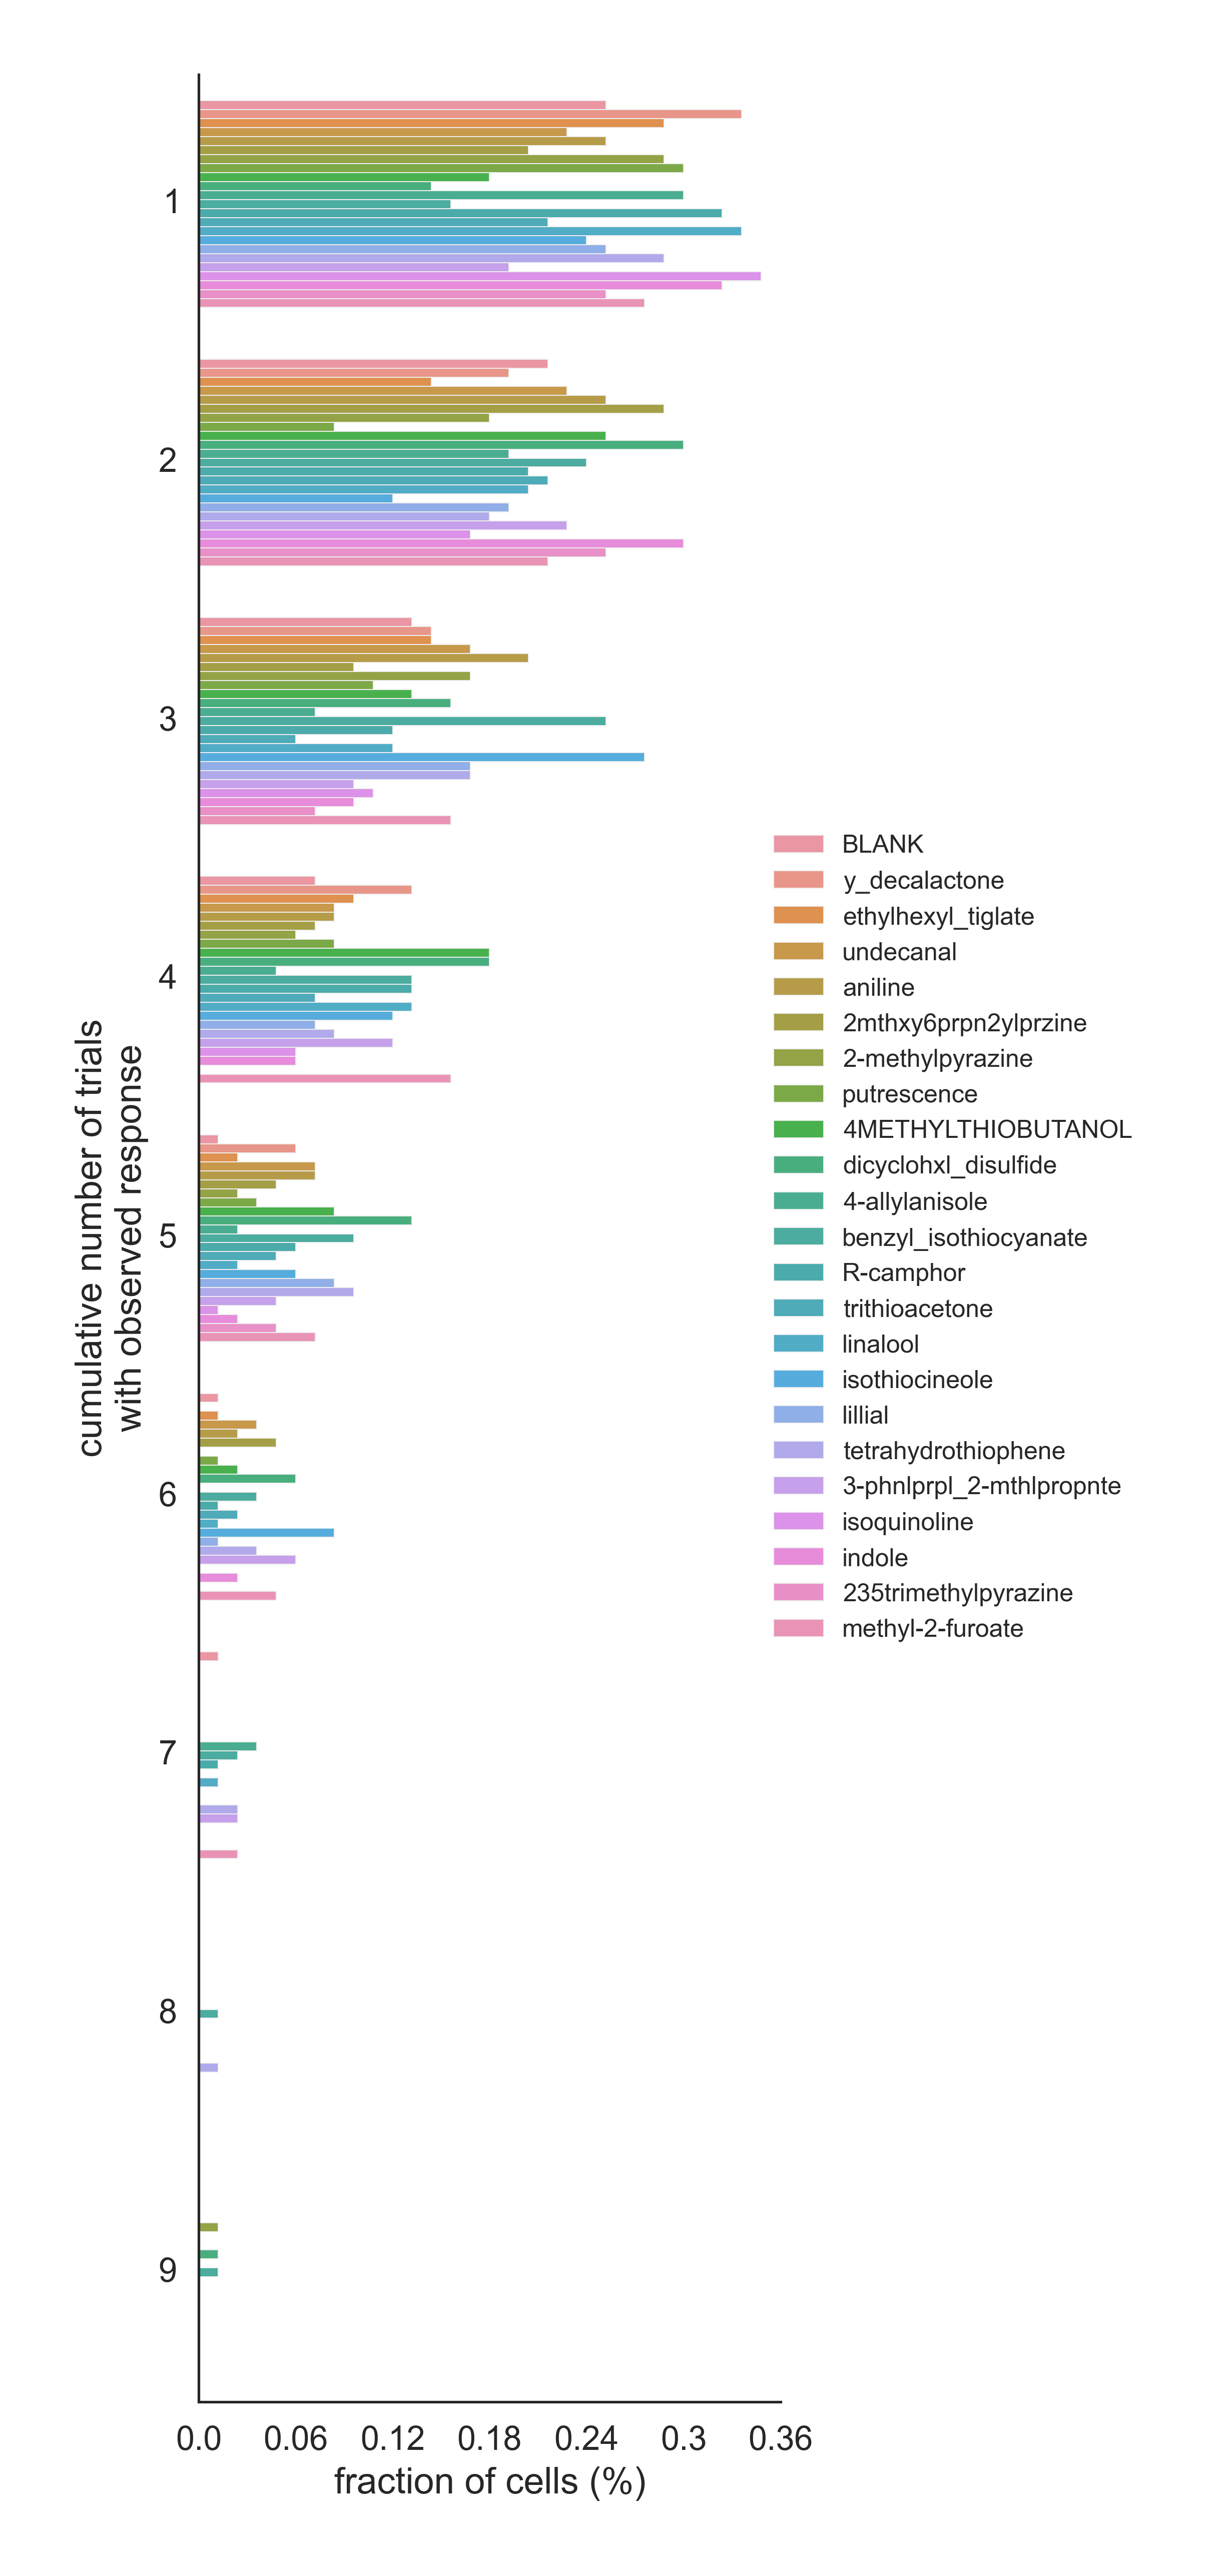 1
2
3
4
5
6
7
8
9
cumulative number of trials
with observed response
BLANK
y_decalactone
ethylhexyl_tiglate
undecanal
aniline
2mthxy6prpn2ylprzine
2-methylpyrazine
putrescence
4METHYLTHIOBUTANOL
dicyclohxl_disulfide
4-allylanisole
benzyl_isothiocyanate
R-camphor
trithioacetone
linalool
isothiocineole
lillial
tetrahydrothiophene
3-phnlprpl_2-mthlpropnte
isoquinoline
indole
235trimethylpyrazine
methyl-2-furoate
0.0 0.06 0.12 0.18 0.24 0.3 0.36
fraction of cells (%)